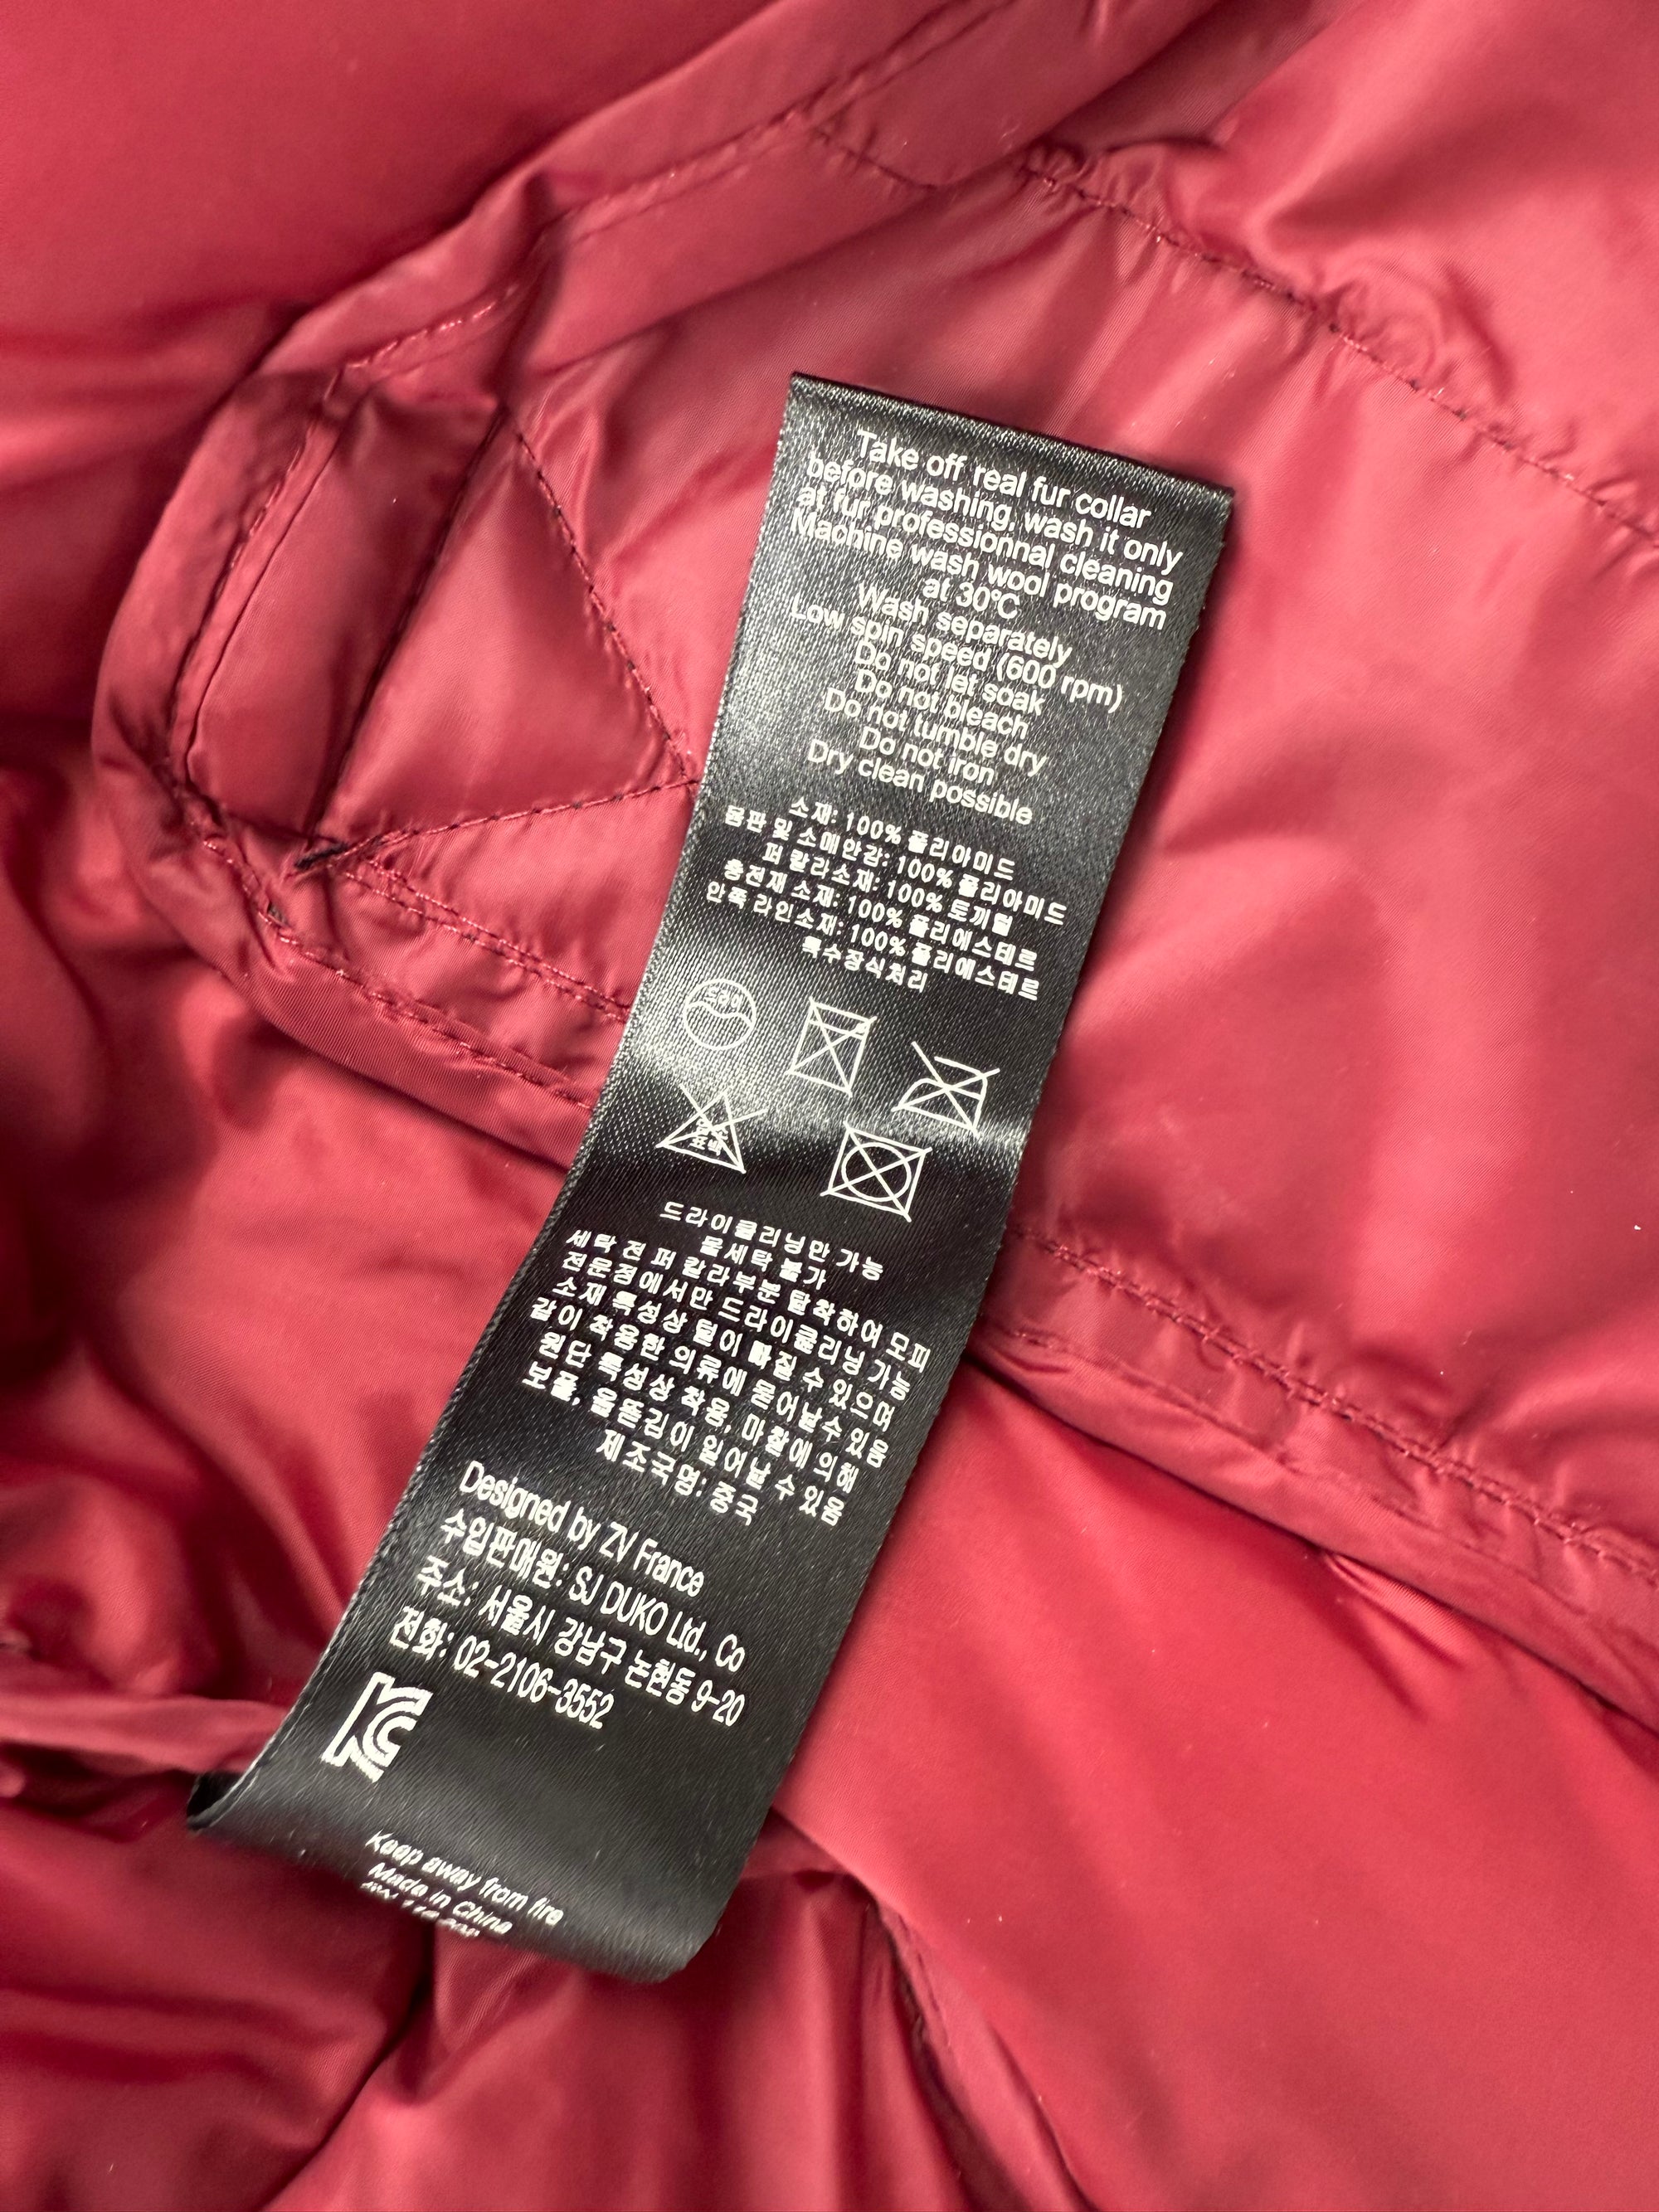 Take off real fur collar
before washing, wash it only
at fur professionnal cleaning
Machine wash wool program
at 30°C
Wash separately
Low spin speed (600 rpm)
Do not let soak
Do not bleach
Do not tumble dry
Do not iron
Dry clean possible
소재: 100% 폴리아미드
몸판 및 소매안감: 100% 폴리아미드
퍼 칼라소재: 100% 토끼털
충전재 소재: 100% 폴리에스테르
안쪽 라인소재: 100% 폴리에스테르
특수장식처리
드라이
염소
표백
드라이클리닝만 가능
물세탁 불가
세탁 전 퍼 칼라부분 탈착하여 모피
전문점에서만 드라이클리닝 가능
소재 특성상 털이 빠질 수 있으며
같이 착용한 의류에 묻어날수 있음
원단 특성상 착용, 마찰에 의해
보풀, 올뜯김이 일어날 수 있음
제조국명: 중국
Designed by ZV France
수입판매원: SJ DUKO Ltd., Co
주소: 서울시 강남구 논현동 9-20
전화: 02-2106-3552
KC
Keep away from fire
Made in China